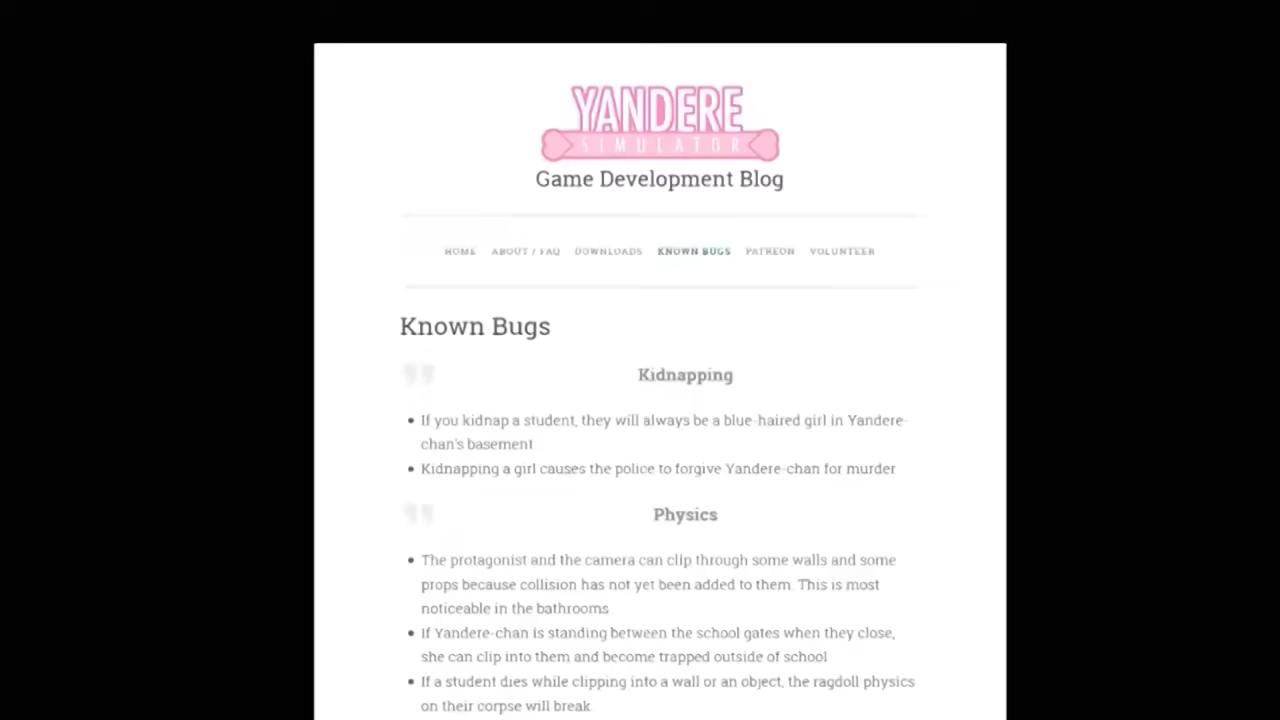 YANDERE
SIMULATOR
Game Development Blog
HOME ABOUT / FAQ DOWNLOADS KNOWN BUGS PATREON VOLUNTEER
Known Bugs
Kidnapping
• If you kidnap a student, they will always be a blue-haired girl in Yandere-
chan's basement
• Kidnapping a girl causes the police to forgive Yandere-chan for murder
Physics
• The protagonist and the camera can clip through some walls and some
props because collision has not yet been added to them. This is most
noticeable in the bathrooms
• If Yandere-chan is standing between the school gates when they close,
she can clip into them and become trapped outside of school
• If a student dies while clipping into a wall or an object, the ragdoll physics
on their corpse will break